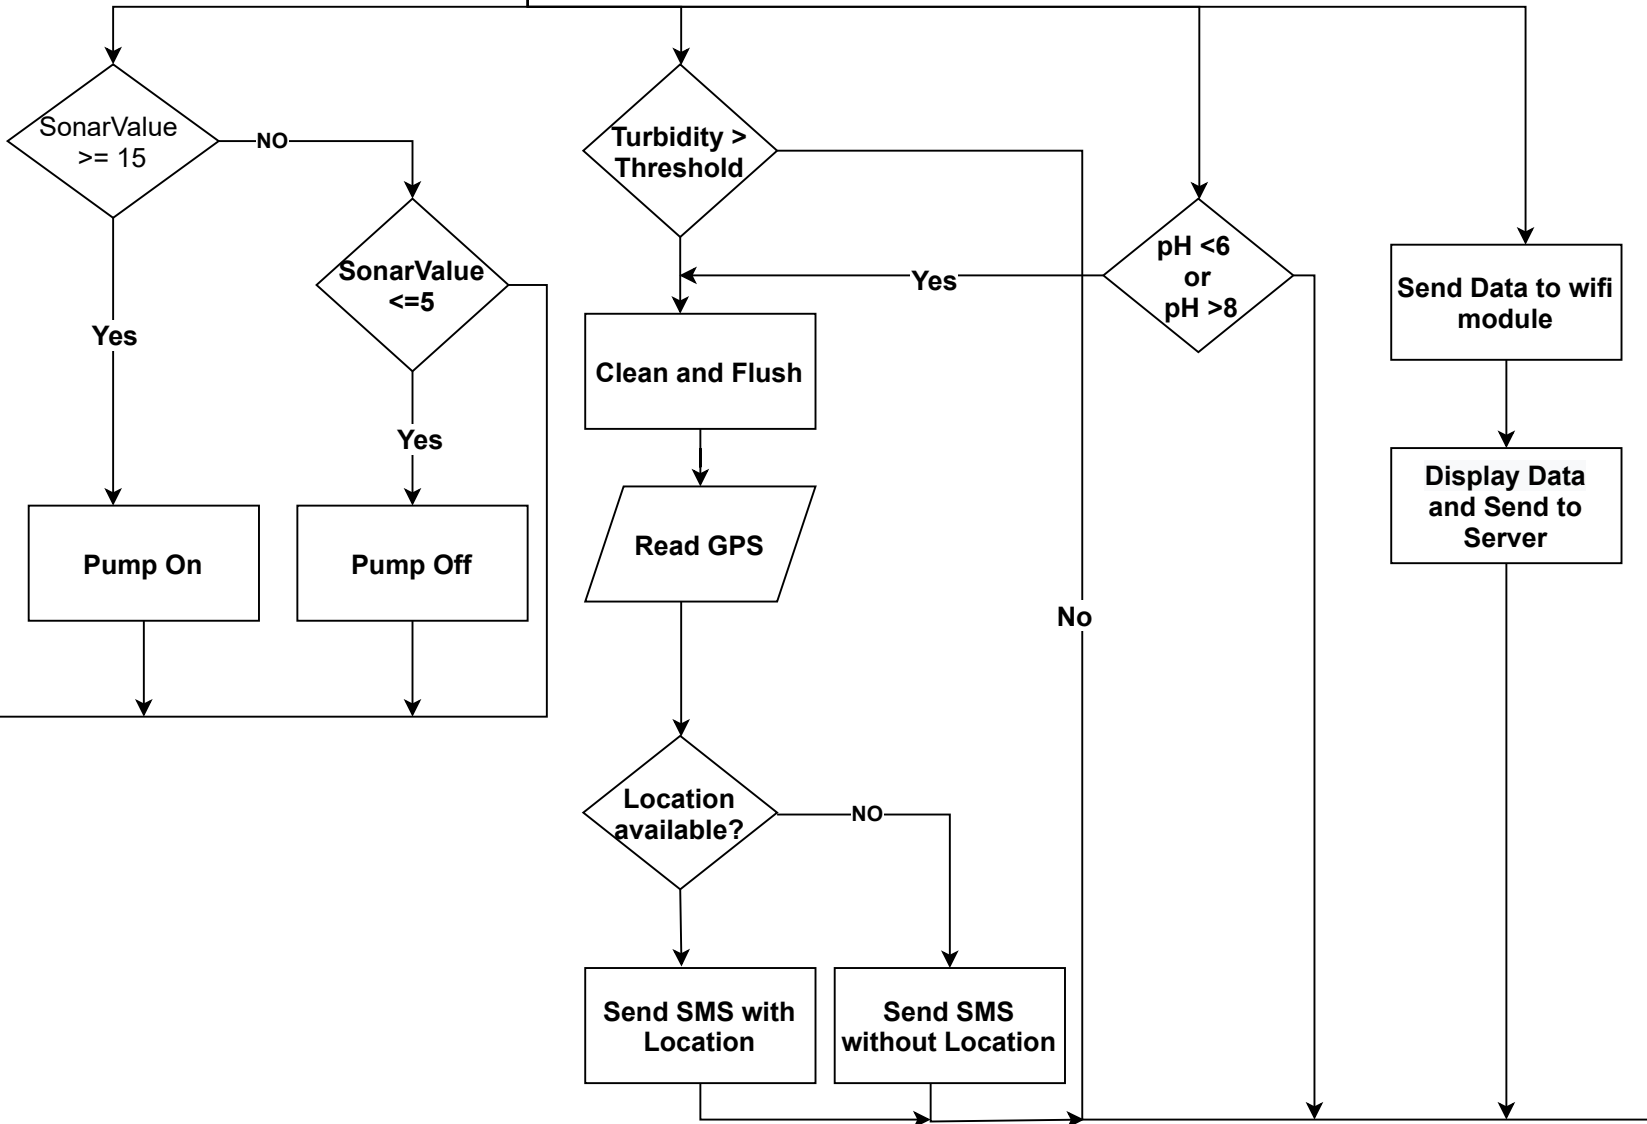 SonarValue
>= 15
NO
Yes
SonarValue
<=5
Yes
Pump On
Pump Off
Turbidity >
Threshold
Yes
pH <6
or
pH >8
No
Clean and Flush
Read GPS
Location
available?
NO
Send SMS with
Location
Send SMS
without Location
Send Data to wifi
module
Display Data
and Send to
Server